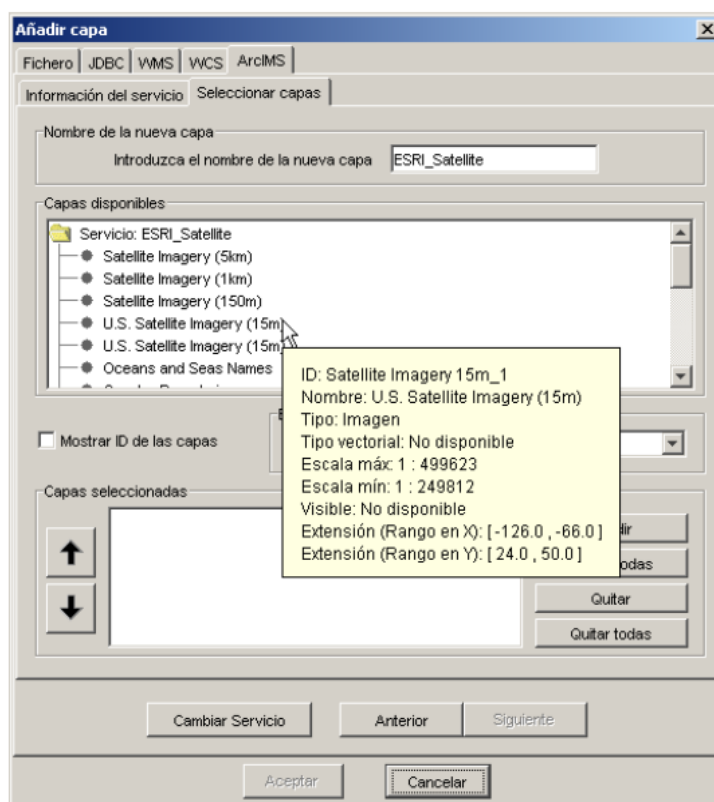 Añadir capa
Fichero JDBC WMS WCS ArcIMS
Información del servicio Seleccionar capas
Nombre de la nueva capa
Introduzca el nombre de la nueva capa ESRI_Satellite
Capas disponibles
Servicio: ESRI_Satellite
Satellite Imagery (5km)
Satellite Imagery (1km)
Satellite Imagery (150m)
U.S. Satellite Imagery (15m)
U.S. Satellite Imagery (15m)
Oceans and Seas Names
ID: Satellite Imagery 15m_1
Nombre: U.S. Satellite Imagery (15m)
Tipo: Imagen
Tipo vectorial: No disponible
Escala máx: 1 : 499623
Escala mín: 1 : 249812
Visible: No disponible
Extensión (Rango en X): [ -126.0 , -66.0 ]
Extensión (Rango en Y): [ 24.0 , 50.0 ]
Mostrar ID de las capas
Capas seleccionadas
Quitar
Quitar todas
Cambiar Servicio Anterior Siguiente
Aceptar Cancelar